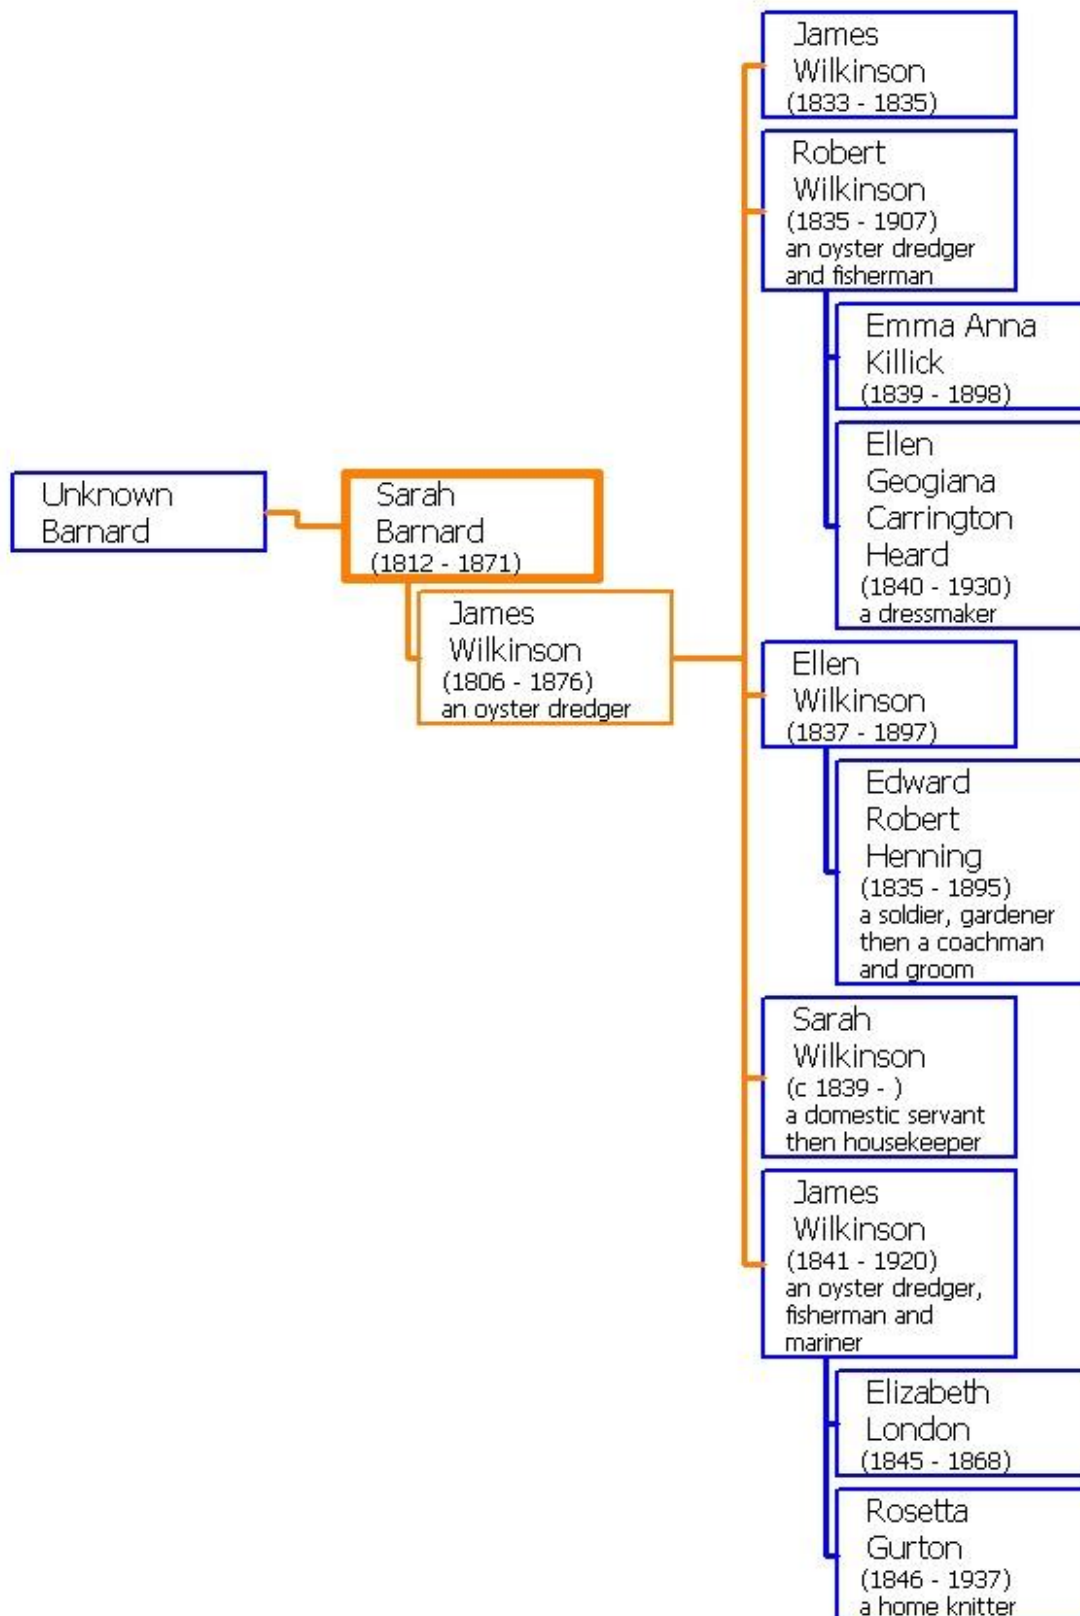 James
Wilkinson
(1833 - 1835)
Robert
Wilkinson
(1835 - 1907)
an oyster dredger
and fisherman
Emma Anna
Killick
(1839 - 1898)
Ellen
Geogiana
Carrington
Heard
(1840 - 1930)
a dressmaker
Unknown
Barnard
Sarah
Barnard
(1812 - 1871)
James
Wilkinson
(1806 - 1876)
an oyster dredger
Ellen
Wilkinson
(1837 - 1897)
Edward
Robert
Henning
(1835 - 1895)
a soldier, gardener
then a coachman
and groom
Sarah
Wilkinson
(c 1839 - )
a domestic servant
then housekeeper
James
Wilkinson
(1841 - 1920)
an oyster dredger,
fisherman and
mariner
Elizabeth
London
(1845 - 1868)
Rosetta
Gurton
(1846 - 1937)
a home knitter